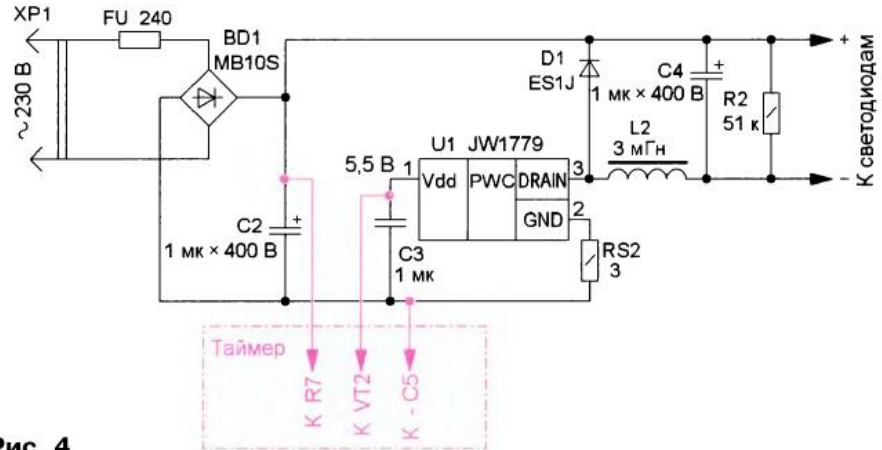 XP1
FU 240
BD1
MB10S
~ 230 В
D1
ES1J
C4
+
1 мк × 400 В
R2
51 к
+
К светодиодам
−
L2
3 мГн
U1 JW1779
5,5 В
1
Vdd
PWC
DRAIN
3
GND
2
C2
+
1 мк × 400 В
C3
1 мк
RS2
3
Таймер
К R7
К VT2
К - C5
Рис. 4